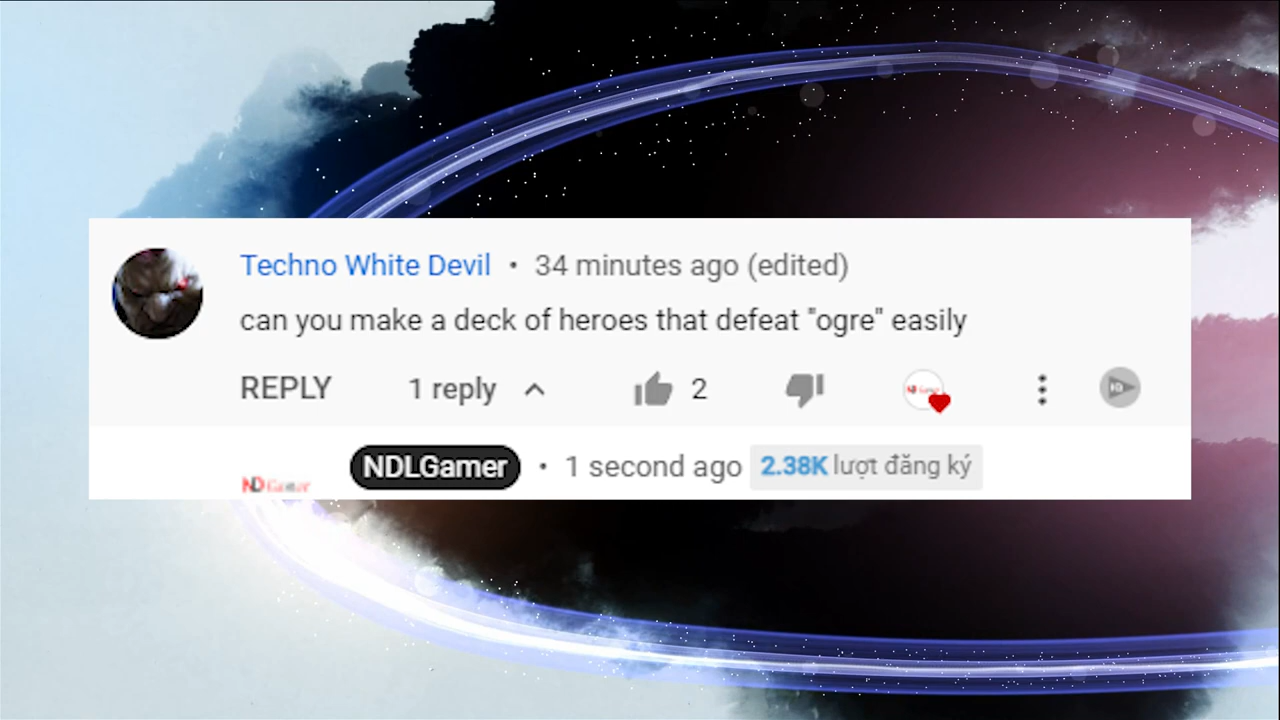 Techno White Devil • 34 minutes ago (edited)
can you make a deck of heroes that defeat "ogre" easily
REPLY 1 reply 2
NDLGamer • 1 second ago 2.38K lượt đăng ký